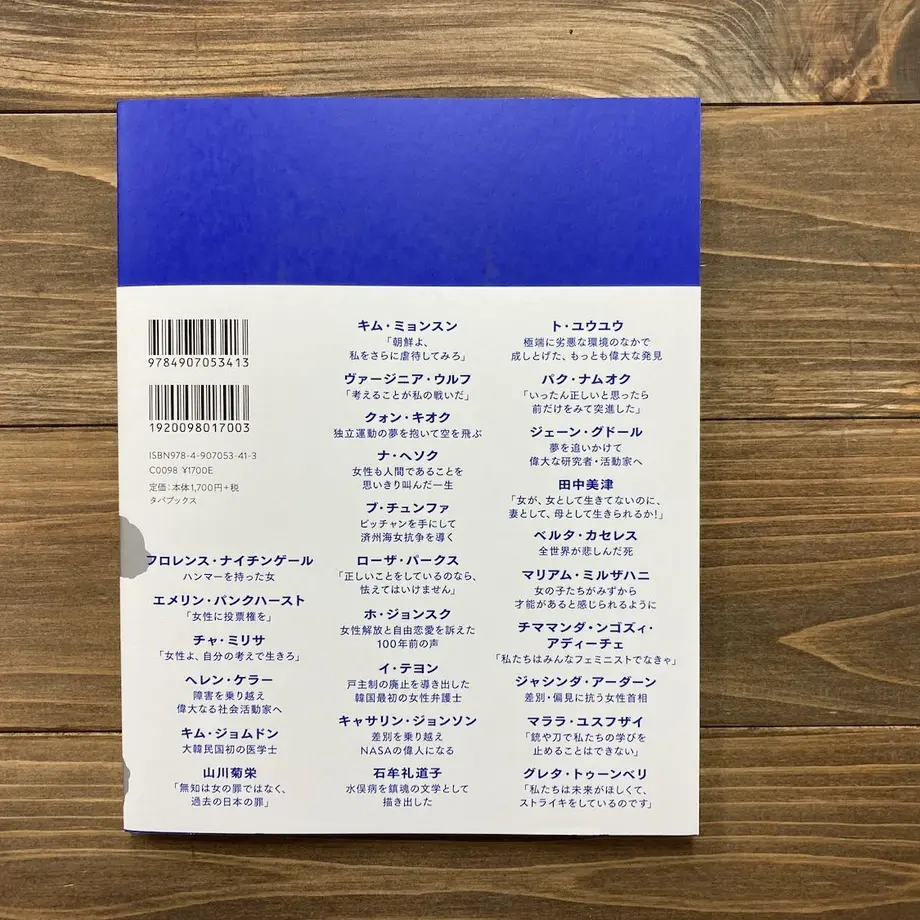 9784907053413
1920098017003
ISBN978-4-907053-41-3
C0098 ¥1700E
定価：本体1,700円+税
タバブックス
フロレンス・ナイチンゲール
ハンマーを持った女
エメリン・パンクハースト
「女性に投票権を」
チャ・ミリサ
「女性よ、自分の考えで生きろ」
ヘレン・ケラー
障害を乗り越え
偉大なる社会活動家へ
キム・ジョムドン
大韓民国初の医学士
山川菊栄
「無知は女の罪ではなく、
過去の日本の罪」
キム・ミョンスン
「朝鮮よ、
私をさらに虐待してみろ」
ヴァージニア・ウルフ
「考えることが私の戦いだ」
クォン・キオク
独立運動の夢を抱いて空を飛ぶ
ナ・ヘソク
女性も人間であることを
思いきり叫んだ一生
ブ・チュンファ
ビッチャンを手にして
済州海女抗争を導く
ローザ・パークス
「正しいことをしているのなら、
怯えてはいけません」
ホ・ジョンスク
女性解放と自由恋愛を訴えた
100年前の声
イ・テヨン
戸主制の廃止を導き出した
韓国最初の女性弁護士
キャサリン・ジョンソン
差別を乗り越え
NASAの偉人になる
石牟礼道子
水俣病を鎮魂の文学として
描き出した
ト・ユウユウ
極端に劣悪な環境のなかで
成しとげた、もっとも偉大な発見
パク・ナムオク
「いったん正しいと思ったら
前だけをみて突進した」
ジェーン・グドール
夢を追いかけて
偉大な研究者・活動家へ
田中美津
「女が、女として生きてないのに、
妻として、母として生きられるか！」
ベルタ・カセレス
全世界が悲しんだ死
マリアム・ミルザハニ
女の子たちがみずから
才能があると感じられるように
チママンダ・ンゴズィ・
アディーチェ
「私たちはみんなフェミニストでなきゃ」
ジャシンダ・アーダーン
差別・偏見に抗う女性首相
マララ・ユスフザイ
「銃や刀で私たちの学びを
止めることはできない」
グレタ・トゥーンベリ
「私たちは未来がほしくて、
ストライキをしているのです」